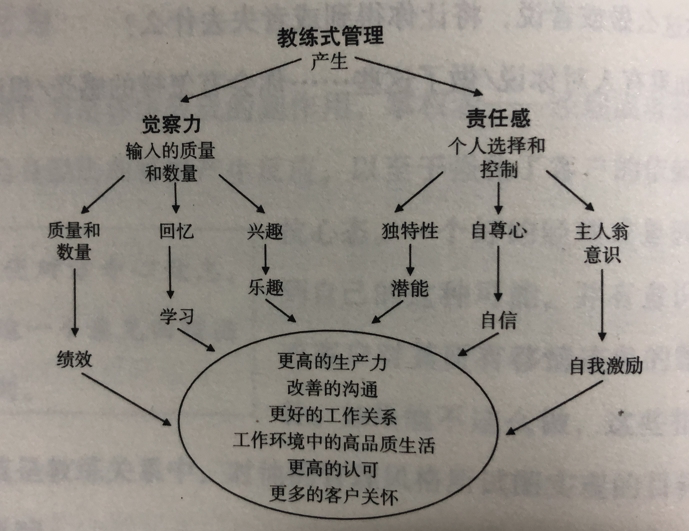 教练式管理
产生
觉察力
输入的质量
和数量
责任感
个人选择和
控制
质量和
数量
回忆
兴趣
独特性
自尊心
主人翁
意识
乐趣
潜能
学习
自信
绩效
自我激励
更高的生产力
改善的沟通
更好的工作关系
工作环境中的高品质生活
更高的认可
更多的客户关怀